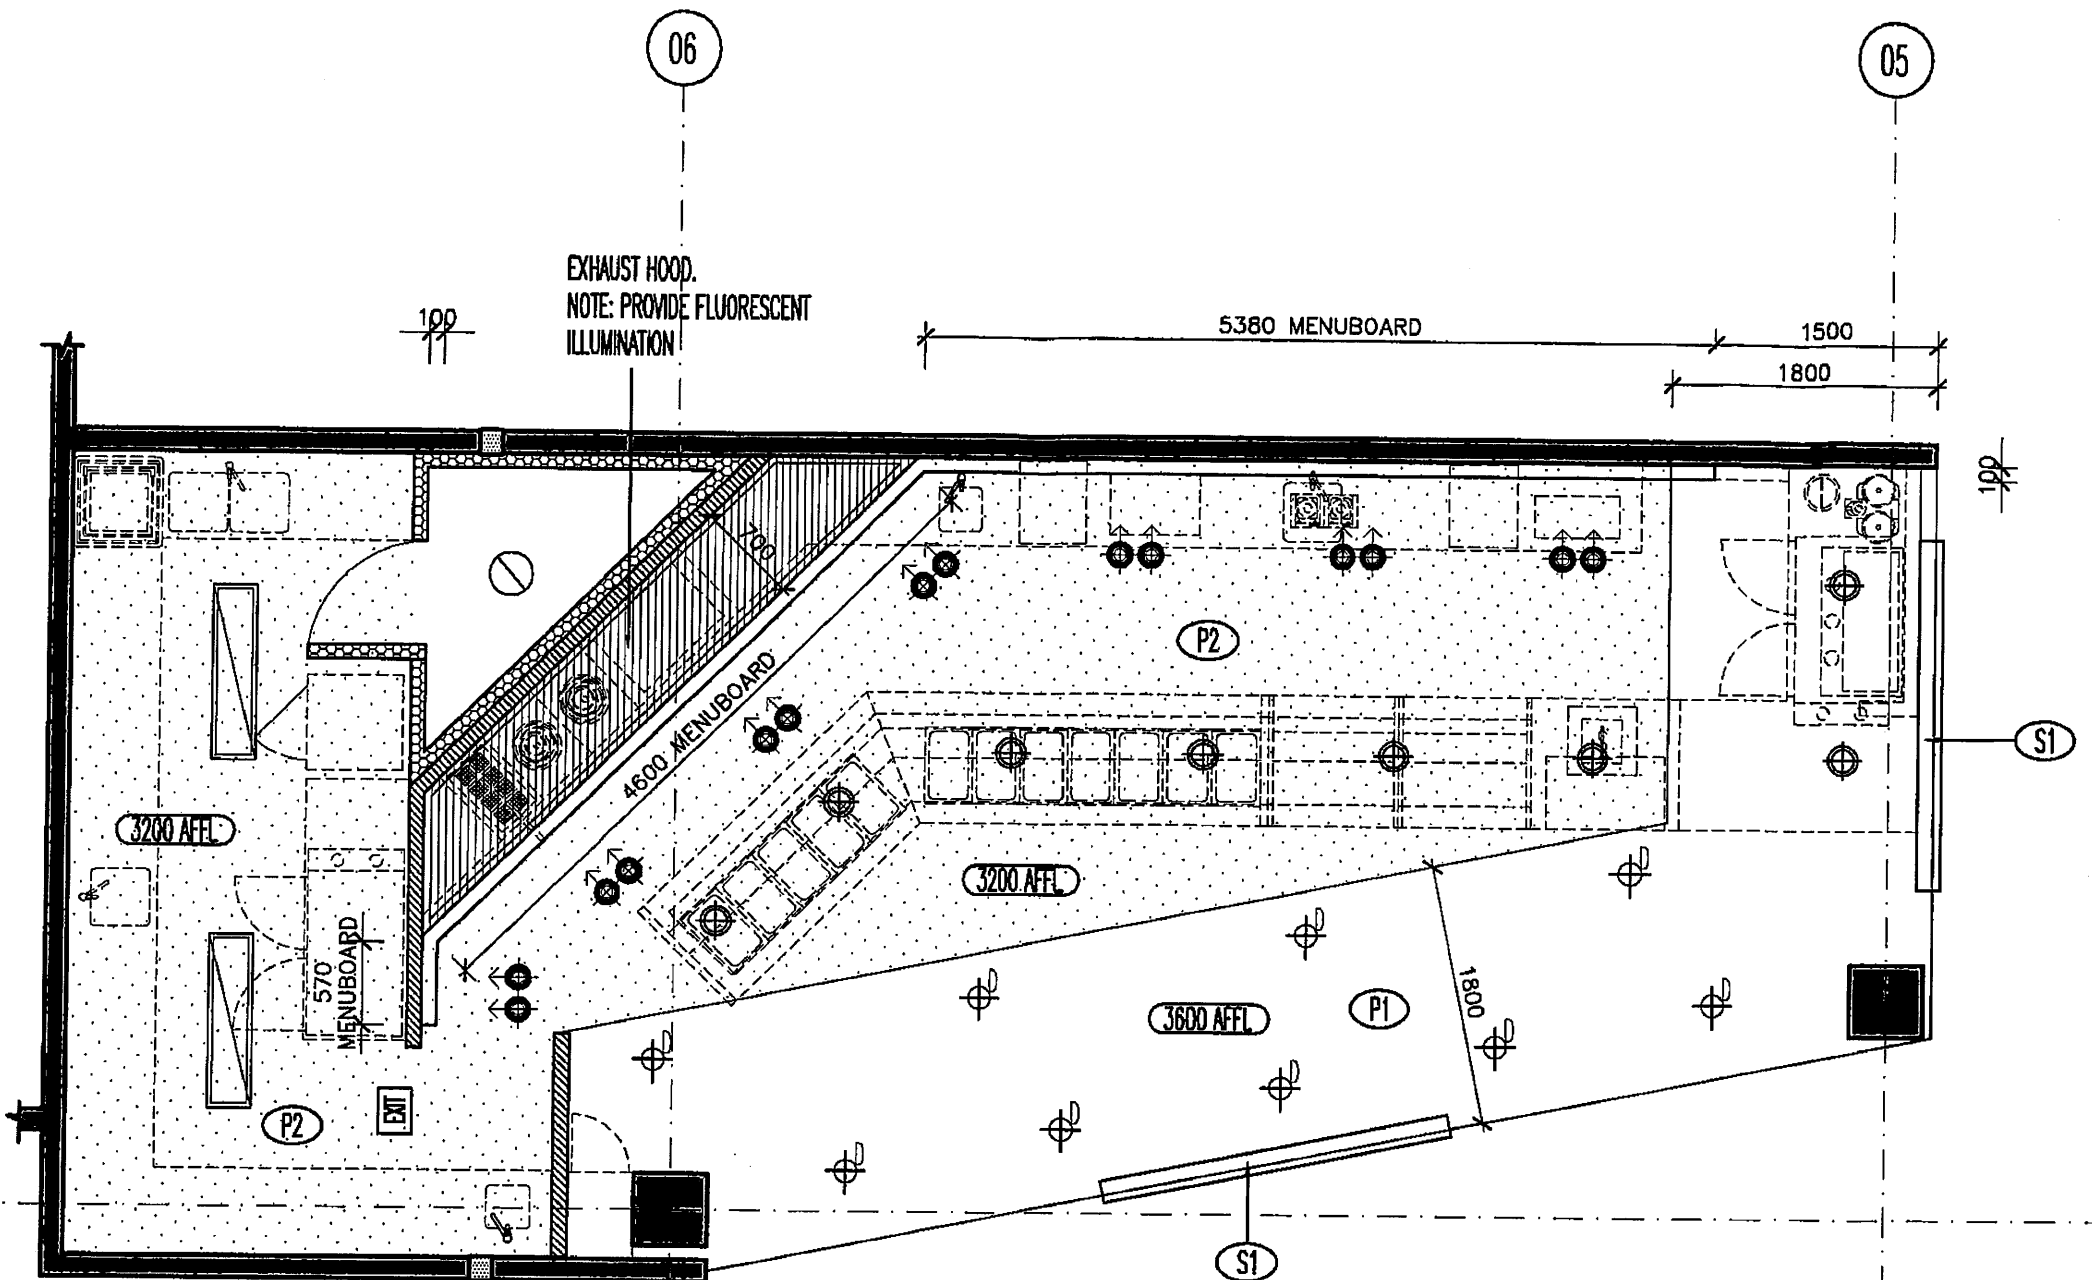 06
05
EXHAUST HOOD.
NOTE: PROVIDE FLUORESCENT
ILLUMINATION
100
5380 MENUBOARD
1500
1800
100
700
P2
4600 MENUBOARD
S1
3200 AFFL
3200 AFFL
D
D
D
570
MENUBOARD
3600 AFFL
P1
1800
D
D
D
D
D
D
EXIT
P2
S1